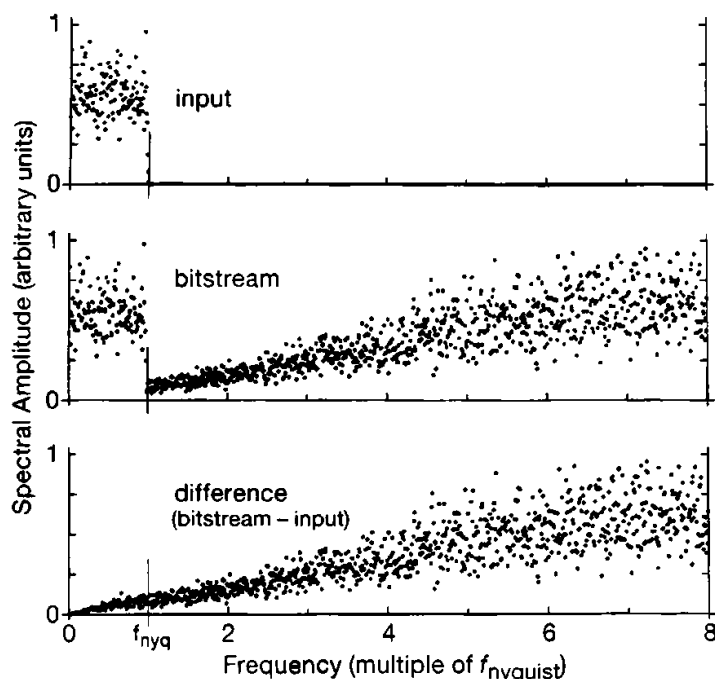 Spectral Amplitude (arbitrary units)
1
input
0
1
bitstream
0
1
difference
(bitstream – input)
0
0 fnyq 2 4 6 8
Frequency (multiple of fnyquist)